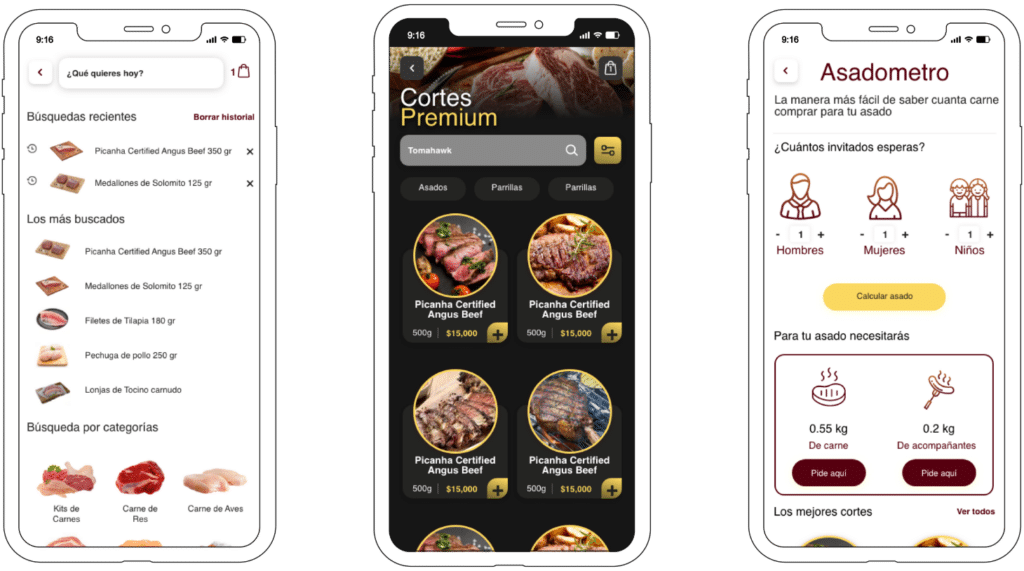 9:16
¿Qué quieres hoy?
1
Búsquedas recientes
Borrar historial
Picanha Certified Angus Beef 350 gr
Medallones de Solomito 125 gr
Los más buscados
Picanha Certified Angus Beef 350 gr
Medallones de Solomito 125 gr
Filetes de Tilapia 180 gr
Pechuga de pollo 250 gr
Lonjas de Tocino carnudo
Búsqueda por categorías
Kits de
Carnes
Carne de
Res
Carne de Aves
9:16
1
Cortes
Premium
Tomahawk
Asados
Parrillas
Parrillas
Picanha Certified
Angus Beef
500g
$15,000
+
Picanha Certified
Angus Beef
500g
$15,000
+
Picanha Certified
Angus Beef
500g
$15,000
+
Picanha Certified
Angus Beef
500g
$15,000
+
9:16
Asadometro
La manera más fácil de saber cuanta carne
comprar para tu asado
¿Cuántos invitados esperas?
- 1 +
Hombres
- 1 +
Mujeres
- 1 +
Niños
Calcular asado
Para tu asado necesitarás
0.55 kg
De carne
Pide aquí
0.2 kg
De acompañantes
Pide aquí
Los mejores cortes
Ver todos